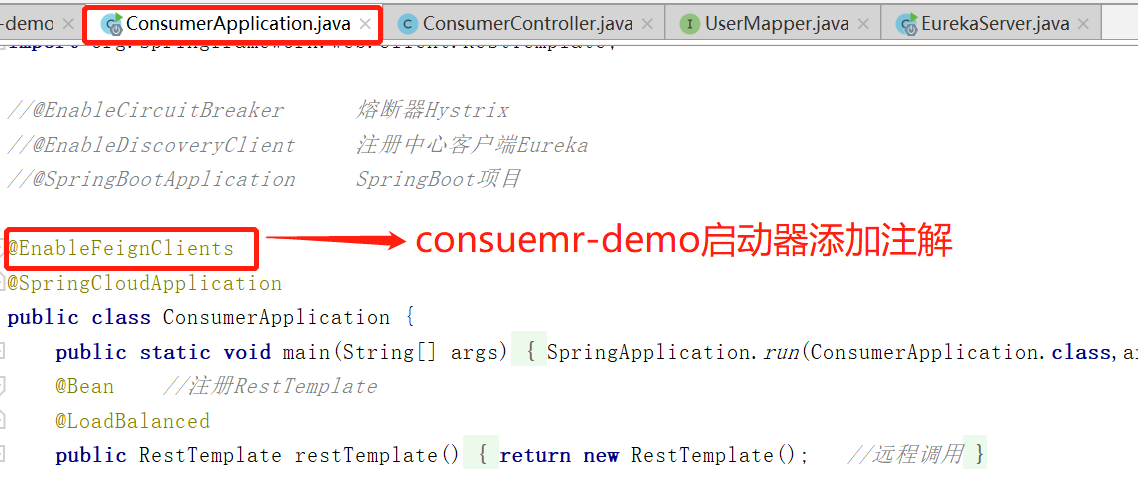 -demo × ConsumerApplication.java × ConsumerController.java × UserMapper.java × EurekaServer.java ×
import org.springframework.web.client.RestTemplate;
//@EnableCircuitBreaker 熔断器Hystrix
//@EnableDiscoveryClient 注册中心客户端Eureka
//@SpringBootApplication SpringBoot项目
@EnableFeignClients consuemr-demo启动器添加注解
@SpringCloudApplication
public class ConsumerApplication {
public static void main(String[] args) { SpringApplication.run(ConsumerApplication.class,ar
@Bean //注册RestTemplate
@LoadBalanced
public RestTemplate restTemplate() { return new RestTemplate(); //远程调用 }